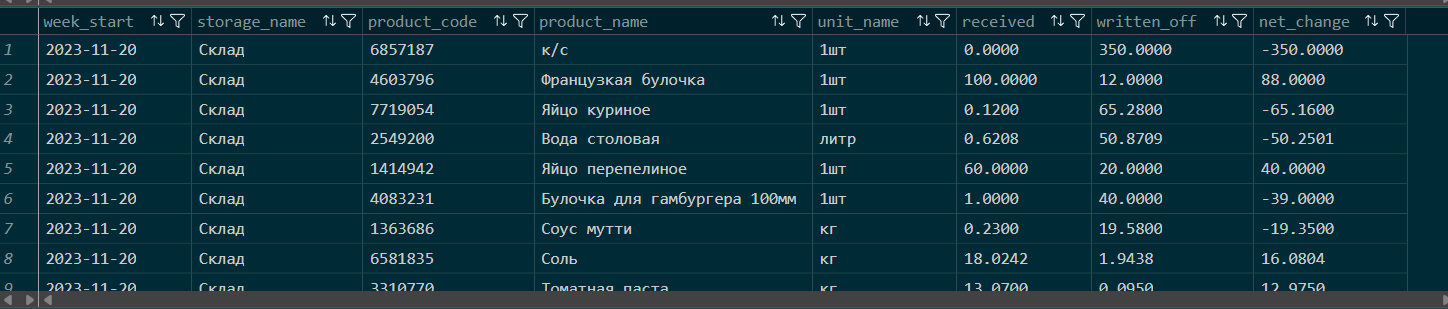 week_start storage_name product_code product_name unit_name received written_off net_change
1 2023-11-20 Склад 6857187 к/с 1шт 0.0000 350.0000 -350.0000
2 2023-11-20 Склад 4603796 Французкая булочка 1шт 100.0000 12.0000 88.0000
3 2023-11-20 Склад 7719054 Яйцо куриное 1шт 0.1200 65.2800 -65.1600
4 2023-11-20 Склад 2549200 Вода столовая литр 0.6208 50.8709 -50.2501
5 2023-11-20 Склад 1414942 Яйцо перепелиное 1шт 60.0000 20.0000 40.0000
6 2023-11-20 Склад 4083231 Булочка для гамбургера 100мм 1шт 1.0000 40.0000 -39.0000
7 2023-11-20 Склад 1363686 Соус мутти кг 0.2300 19.5800 -19.3500
8 2023-11-20 Склад 6581835 Соль кг 18.0242 1.9438 16.0804
9 2023-11-20 Склад 3310770 Томатная паста кг 13.0700 0.0950 12.9750